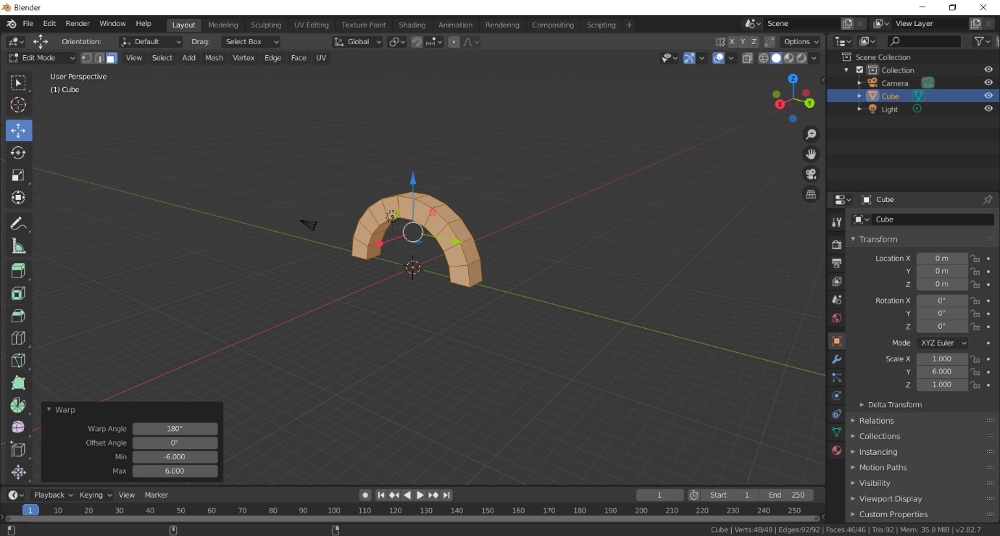 Blender
File Edit Render Window Help Layout Modeling Sculpting UV Editing Texture Paint Shading Animation Rendering Compositing Scripting + Scene View Layer
Orientation: Default Drag: Select Box Global X Y Z Options
Edit Mode View Select Add Mesh Vertex Edge Face UV
User Perspective
(1) Cube
Z
X Y
Scene Collection
Collection
Camera
Cube
Light
Cube
Cube
Transform
Location X 0 m
Y 0 m
Z 0 m
Rotation X 0°
Y 0°
Z 0°
Mode XYZ Euler
Scale X 1.000
Y 6.000
Z 1.000
Delta Transform
Relations
Collections
Instancing
Motion Paths
Visibility
Viewport Display
Custom Properties
Warp
Warp Angle 180°
Offset Angle 0°
Min -6.000
Max 6.000
Playback Keying View Marker 1 Start 1 End 250
1 10 20 30 40 50 60 70 80 90 100 110 120 130 140 150 160 170 180 190 200 210 220 230 240 250
Cube | Verts:48/48 | Edges:92/92 | Faces:46/46 | Tris:92 | Mem: 35.8 MiB | v2.82.7